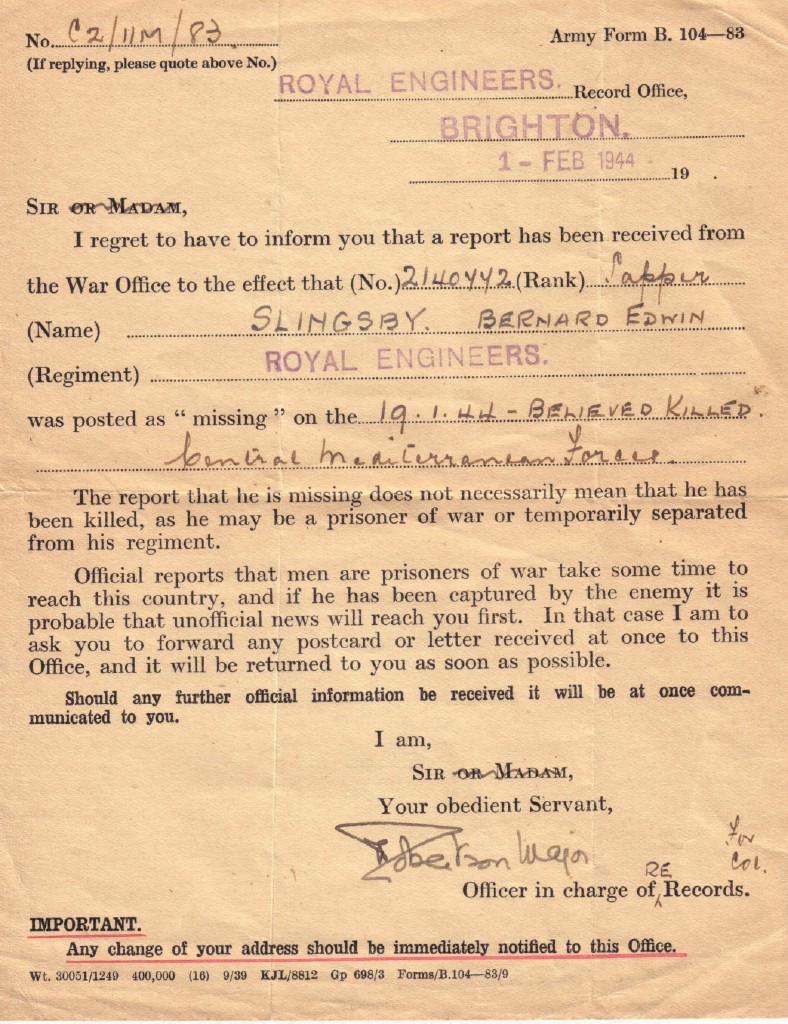 No. C2/11M/83. Army Form B. 104—83
(If replying, please quote above No.)
ROYAL ENGINEERS. Record Office,
BRIGHTON.
1 - FEB 1944 19 .
SIR OR MADAM,
I regret to have to inform you that a report has been received from
the War Office to the effect that (No.) 2140442 (Rank) Sapper
(Name) SLINGSBY. BERNARD EDWIN
(Regiment) ROYAL ENGINEERS.
was posted as “ missing ” on the 19.1.44 - BELIEVED KILLED.
Central Mediterranean Forces.
The report that he is missing does not necessarily mean that he has
been killed, as he may be a prisoner of war or temporarily separated
from his regiment.
Official reports that men are prisoners of war take some time to
reach this country, and if he has been captured by the enemy it is
probable that unofficial news will reach you first. In that case I am to
ask you to forward any postcard or letter received at once to this
Office, and it will be returned to you as soon as possible.
Should any further official information be received it will be at once com-
municated to you.
I am,
SIR OR MADAM,
Your obedient Servant,
Robertson Major
For
Col.
RE
Officer in charge of Records.
IMPORTANT.
Any change of your address should be immediately notified to this Office.
Wt. 30051/1249 400,000 (16) 9/39 KJL/8812 Gp 698/3 Forms/B.104—83/9